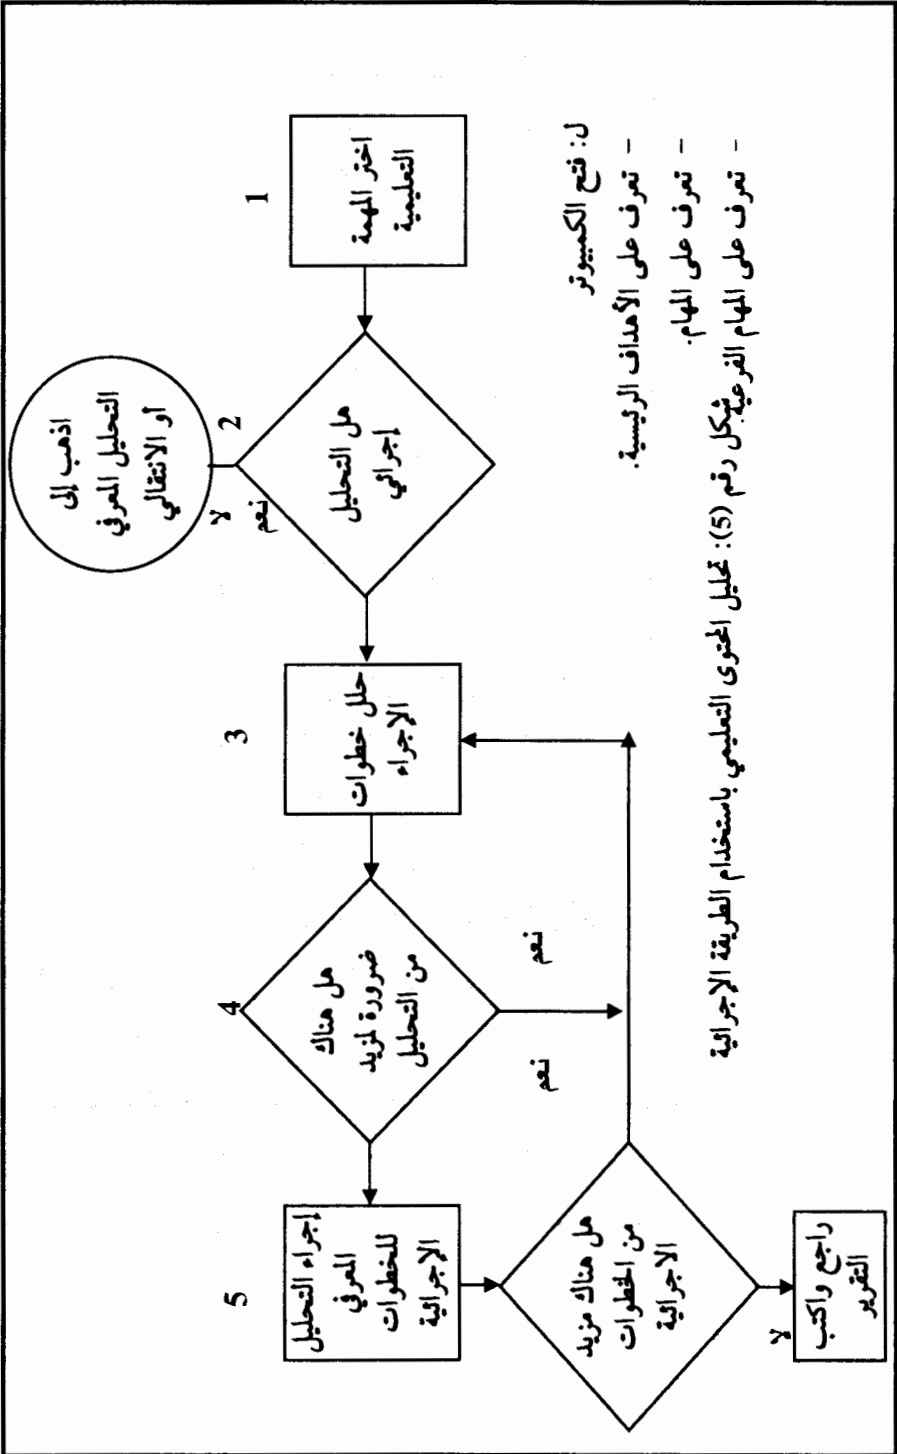 1
اختر المهمة
التعليمية
2
هل التحليل
إجرائي
لا
نعم
اذهب إلى
التحليل المعرفي
أو الانتقالي
3
حلل خطوات
الإجراء
4
هل هناك
ضرورة لمزيد
من التحليل
نعم
نعم
5
إجراء التحليل
المعرفي
للخطوات
الإجرائية
هل هناك مزيد
من الخطوات
الاجرائية
لا
راجع واكتب
التقرير
ل: فتح الكمبيوتر
- تعرف على الأهداف الرئيسية.
- تعرف على المهام.
- تعرف على المهام الفرعية.
شكل رقم (5): تحليل المحتوى التعليمي باستخدام الطريقة الاجرائية